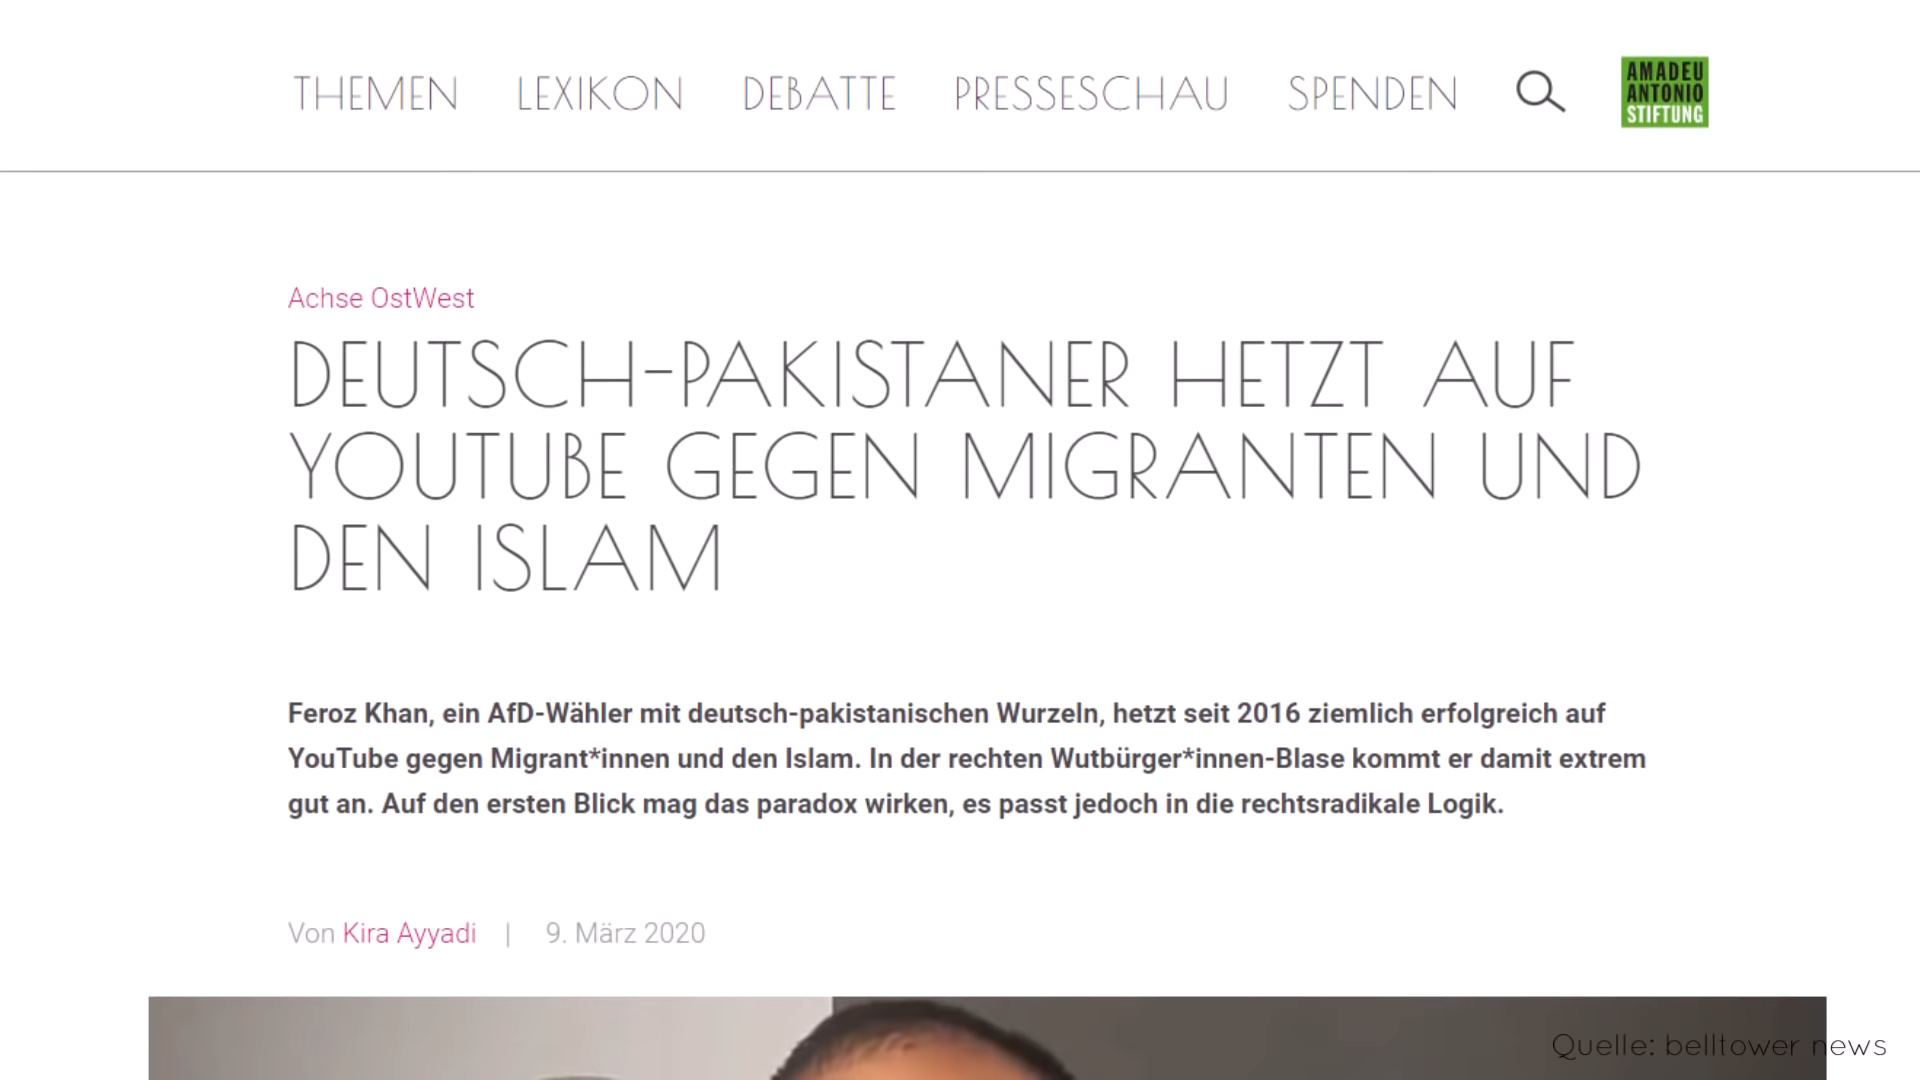 THEMEN LEXIKON DEBATTE PRESSESCHAU SPENDEN
AMADEU
ANTONIO
STIFTUNG
Achse OstWest
DEUTSCH-PAKISTANER HETZT AUF
YOUTUBE GEGEN MIGRANTEN UND
DEN ISLAM
Feroz Khan, ein AfD-Wähler mit deutsch-pakistanischen Wurzeln, hetzt seit 2016 ziemlich erfolgreich auf
YouTube gegen Migrant*innen und den Islam. In der rechten Wutbürger*innen-Blase kommt er damit extrem
gut an. Auf den ersten Blick mag das paradox wirken, es passt jedoch in die rechtsradikale Logik.
Von Kira Ayyadi | 9. März 2020
Quelle: belltower news